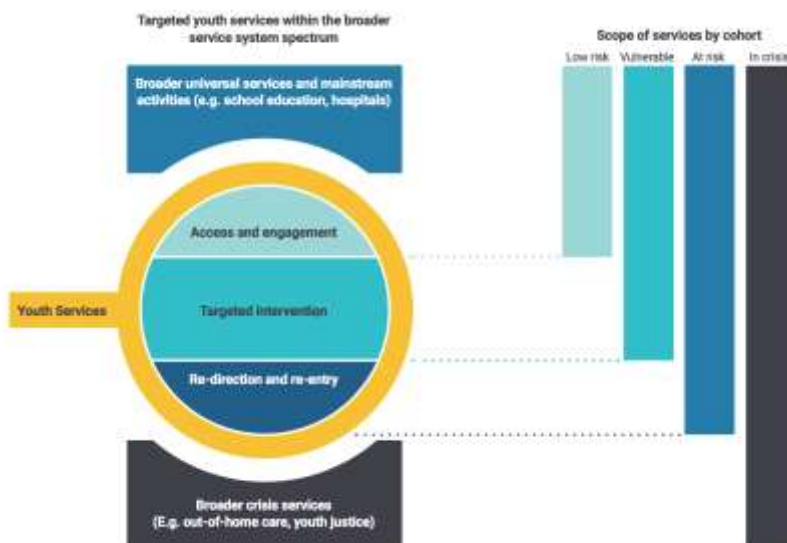 Targeted youth services within the broader
service system spectrum
Scope of services by cohort
Low risk
Vulnerable
At risk
In crisis
Broader universal services and mainstream
activities (e.g. school education, hospitals)
Access and engagement
Youth Services
Targeted Intervention
Re-direction and re-entry
Broader crisis services
(E.g. out-of-home care, youth justice)